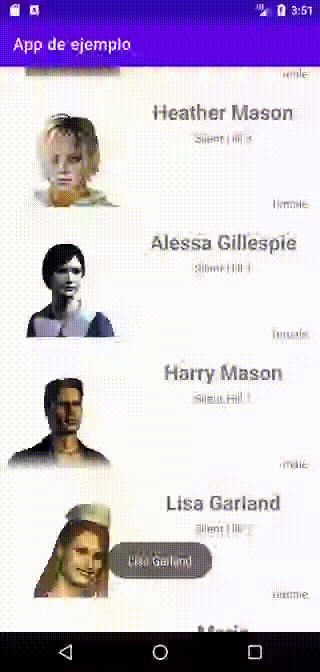 3:51
App de ejemplo
Heather Mason
Silent Hill 3
female
Alessa Gillespie
Silent Hill 1
female
Harry Mason
Silent Hill 1
male
Lisa Garland
Silent Hill 1
female
Lisa Garland
Maria